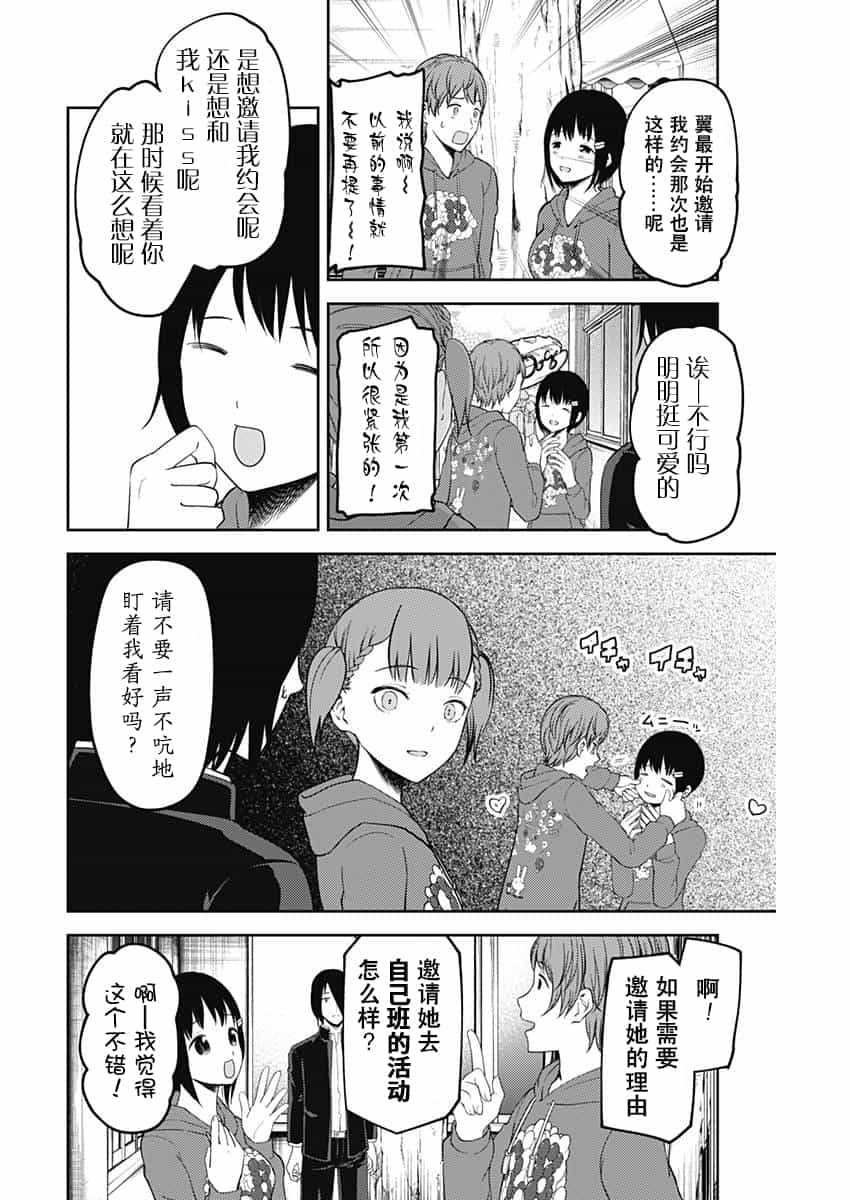 翼最开始邀请
我约会那次也是
这样的……呢
我说啊~
以前的事情就
不要再提了~！
是想邀请我约会呢
还是想和
我kiss呢
那时候看着你
就在这么想呢
诶—不行吗
明明挺可爱的
因为是我第一次
所以很紧张的！
イチャ
イチャ
ムニーッ
请不要一声不吭地
盯着我看好吗？
啊！
如果需要
邀请她的理由
邀请她去
自己班的活动
怎么样？
啊—我觉得
这个不错！